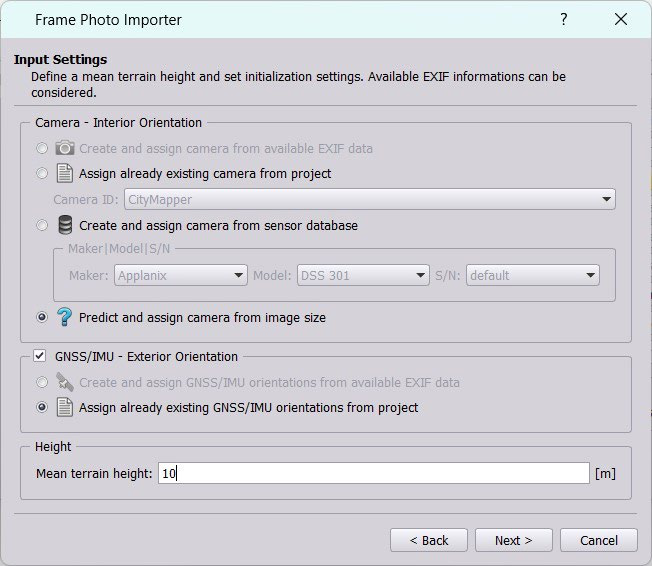 Frame Photo Importer ?
Input Settings
Define a mean terrain height and set initialization settings. Available EXIF informations can be
considered.
Camera - Interior Orientation
Create and assign camera from available EXIF data
Assign already existing camera from project
Camera ID: CityMapper
Create and assign camera from sensor database
Maker|Model|S/N
Maker: Applanix Model: DSS 301 S/N: default
? Predict and assign camera from image size
GNSS/IMU - Exterior Orientation
Create and assign GNSS/IMU orientations from available EXIF data
Assign already existing GNSS/IMU orientations from project
Height
Mean terrain height: 10 [m]
< Back Next > Cancel